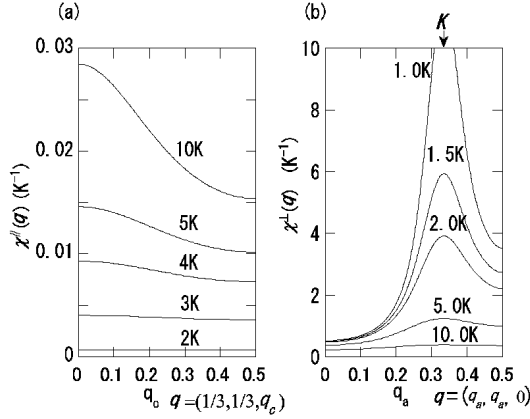 (a)
0.03
0.02
0.01
0
χ∥(q) (K⁻¹)
10K
5K
4K
3K
2K
0 0.1 0.2 0.3 0.4 0.5
qc q=(1/3,1/3,qc)
(b)
K
10
8
6
4
2
0
χ⊥(q) (K⁻¹)
1.0K
1.5K
2.0K
5.0K
10.0K
0 0.1 0.2 0.3 0.4 0.5
qa q=(qa, qa, 0)